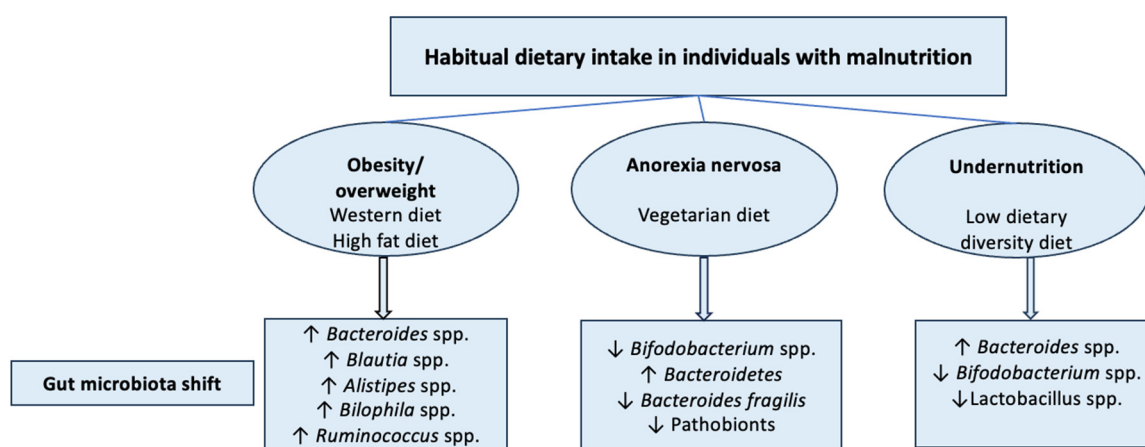 Habitual dietary intake in individuals with malnutrition
Obesity/
overweight
Western diet
High fat diet
Anorexia nervosa
Vegetarian diet
Undernutrition
Low dietary
diversity diet
Gut microbiota shift
↑ Bacteroides spp.
↑ Blautia spp.
↑ Alistipes spp.
↑ Bilophila spp.
↑ Ruminococcus spp.
↓ Bifodobacterium spp.
↑ Bacteroidetes
↓ Bacteroides fragilis
↓ Pathobionts
↑ Bacteroides spp.
↓ Bifodobacterium spp.
↓Lactobacillus spp.